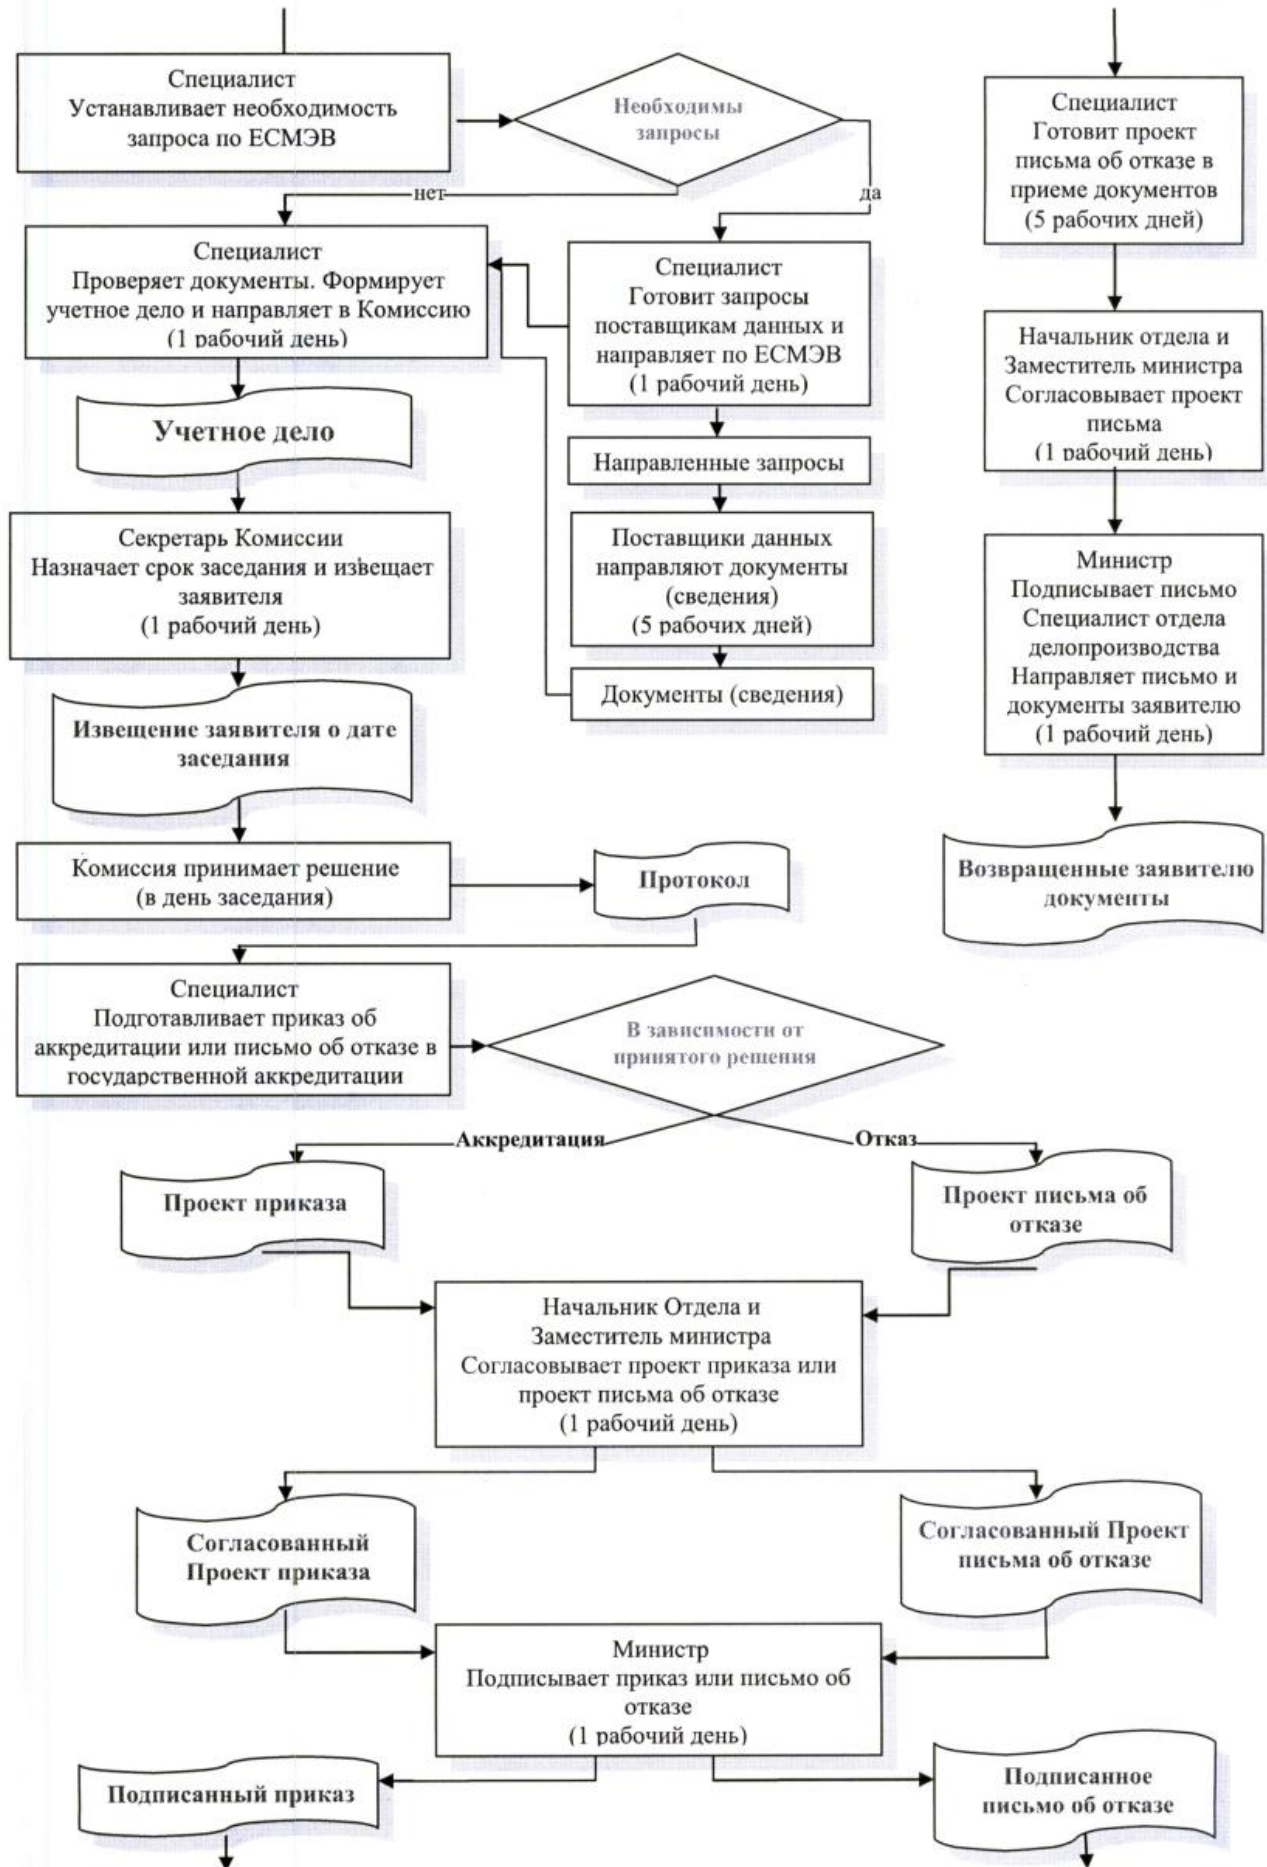 Специалист
Устанавливает необходимость
запроса по ЕСМЭВ
Необходимы
запросы
нет
да
Специалист
Проверяет документы. Формирует
учетное дело и направляет в Комиссию
(1 рабочий день)
Специалист
Готовит запросы
поставщикам данных и
направляет по ЕСМЭВ
(1 рабочий день)
Учетное дело
Направленные запросы
Секретарь Комиссии
Назначает срок заседания и извещает
заявителя
(1 рабочий день)
Поставщики данных
направляют документы
(сведения)
(5 рабочих дней)
Документы (сведения)
Извещение заявителя о дате
заседания
Комиссия принимает решение
(в день заседания)
Протокол
Специалист
Готовит проект
письма об отказе в
приеме документов
(5 рабочих дней)
Начальник отдела и
Заместитель министра
Согласовывает проект
письма
(1 рабочий день)
Министр
Подписывает письмо
Специалист отдела
делопроизводства
Направляет письмо и
документы заявителю
(1 рабочий день)
Возвращенные заявителю
документы
Специалист
Подготавливает приказ об
аккредитации или письмо об отказе в
государственной аккредитации
В зависимости от
принятого решения
Аккредитация
Отказ
Проект приказа
Проект письма об
отказе
Начальник Отдела и
Заместитель министра
Согласовывает проект приказа или
проект письма об отказе
(1 рабочий день)
Согласованный
Проект приказа
Согласованный Проект
письма об отказе
Министр
Подписывает приказ или письмо об
отказе
(1 рабочий день)
Подписанный приказ
Подписанное
письмо об отказе